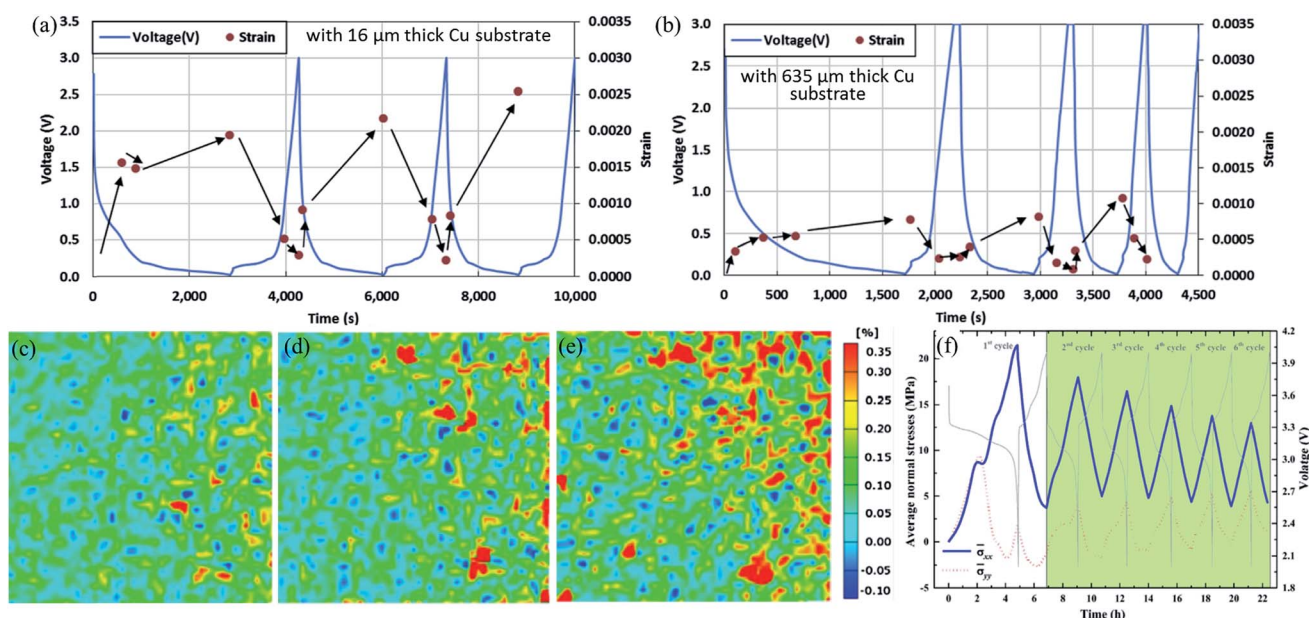 (a)
Voltage(V) Strain
with 16 μm thick Cu substrate
3.5
3.0
2.5
2.0
1.5
1.0
0.5
0.0
Voltage (V)
0.0035
0.0030
0.0025
0.0020
0.0015
0.0010
0.0005
0.0000
Strain
0 2,000 4,000 6,000 8,000 10,000
Time (s)
(b)
Voltage(V) Strain
with 635 μm thick Cu
substrate
3.0
2.5
2.0
1.5
1.0
0.5
0.0
Voltage (V)
0.0035
0.0030
0.0025
0.0020
0.0015
0.0010
0.0005
0.0000
Strain
0 500 1,000 1,500 2,000 2,500 3,000 3,500 4,000 4,500
Time (s)
(c)
(d)
(e)
[%]
0.35
0.30
0.25
0.20
0.15
0.10
0.05
0.00
-0.05
-0.10
(f)
1st cycle 2nd cycle 3rd cycle 4th cycle 5th cycle 6th cycle
20
15
10
5
0
-5
Average normal stresses (MPa)
4.2
3.9
3.6
3.3
3.0
2.7
2.4
2.1
1.8
Volatge (V)
σ̅xx
σ̅yy
0 2 4 6 8 10 12 14 16 18 20 22
Time (h)